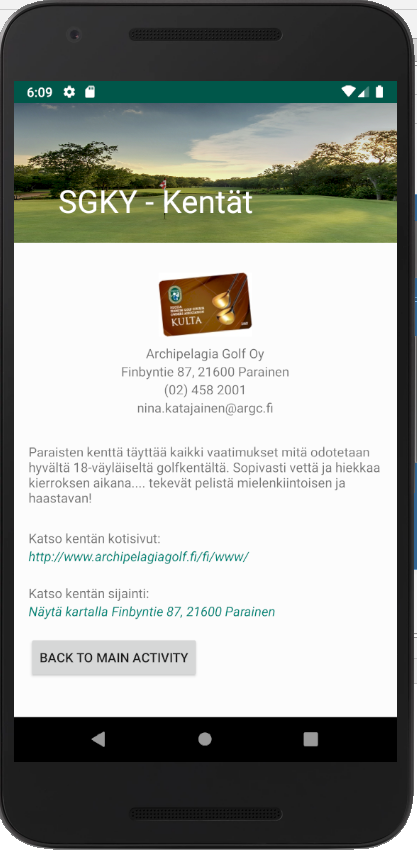 6:09
SGKY - Kentät
KULTA
Archipelagia Golf Oy
Finbyntie 87, 21600 Parainen
(02) 458 2001
nina.katajainen@argc.fi
Paraisten kenttä täyttää kaikki vaatimukset mitä odotetaan
hyvältä 18-väyläiseltä golfkentältä. Sopivasti vettä ja hiekkaa
kierroksen aikana.... tekevät pelistä mielenkiintoisen ja
haastavan!
Katso kentän kotisivut:
http://www.archipelagiagolf.fi/fi/www/
Katso kentän sijainti:
Näytä kartalla Finbyntie 87, 21600 Parainen
BACK TO MAIN ACTIVITY